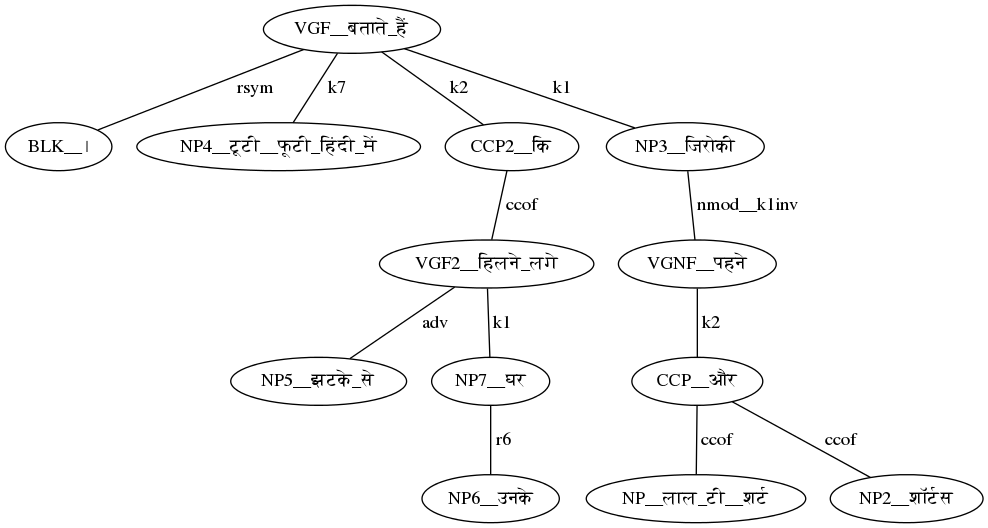 VGF__बताते_हैं
rsym
k7
k2
k1
BLK__।
NP4__टूटी__फूटी_हिंदी_में
CCP2__कि
NP3__जिरोकी
ccof
nmod__k1inv
VGF2__हिलने_लगे
VGNF__पहने
adv
k1
k2
NP5__झटके_से
NP7__घर
CCP__और
r6
ccof
ccof
NP6__उनके
NP__लाल_टी__शर्ट
NP2__शॉर्टस